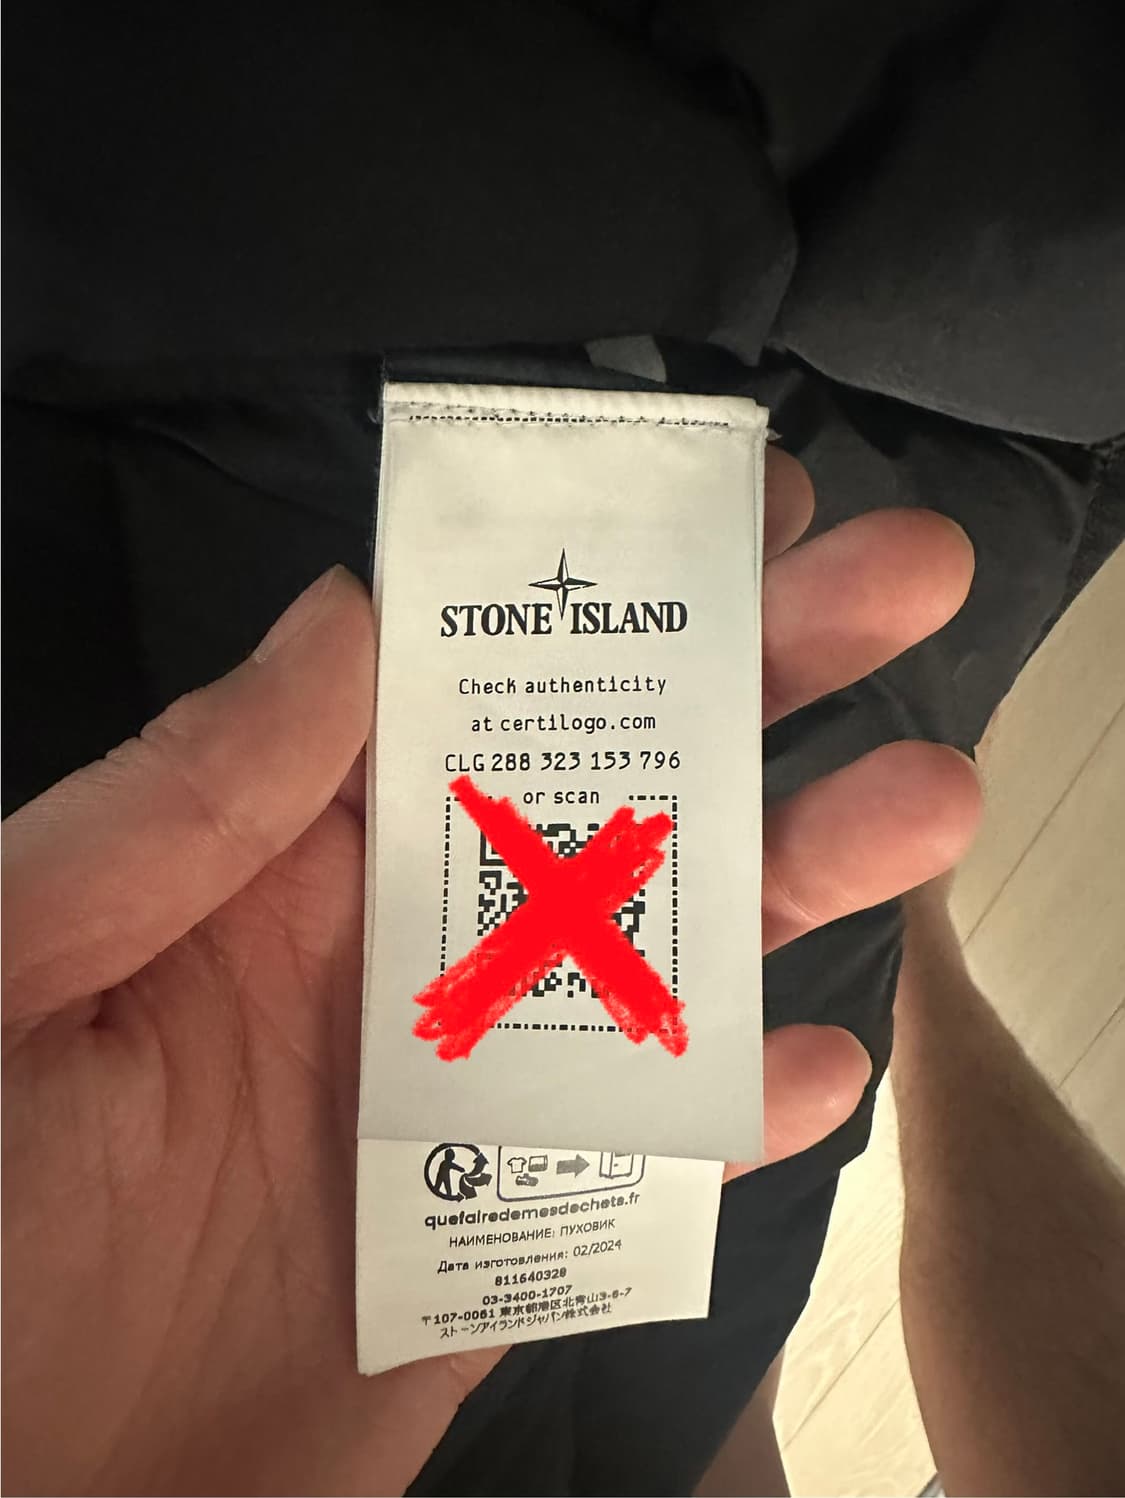 STONE ISLAND
Check authenticity
at certilogo.com
CLG 288 323 153 796
or scan
quefairedemesdechets.fr
НАИМЕНОВАНИЕ: ПУХОВИК
Дата изготовления: 02/2024
811640328
03-3400-1707
〒107-0061 東京都港区北青山3-6-7
ストーンアイランドジャパン株式会社